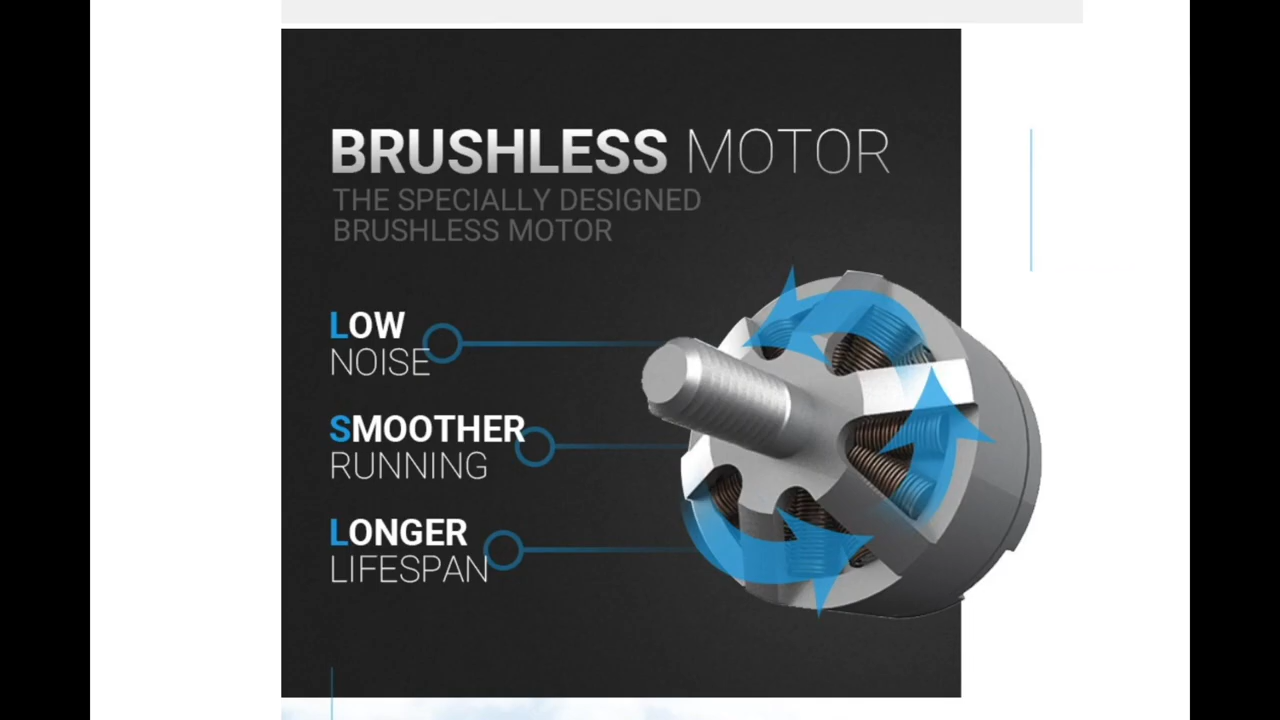 BRUSHLESS MOTOR
THE SPECIALLY DESIGNED
BRUSHLESS MOTOR
LOW
NOISE
SMOOTHER
RUNNING
LONGER
LIFESPAN